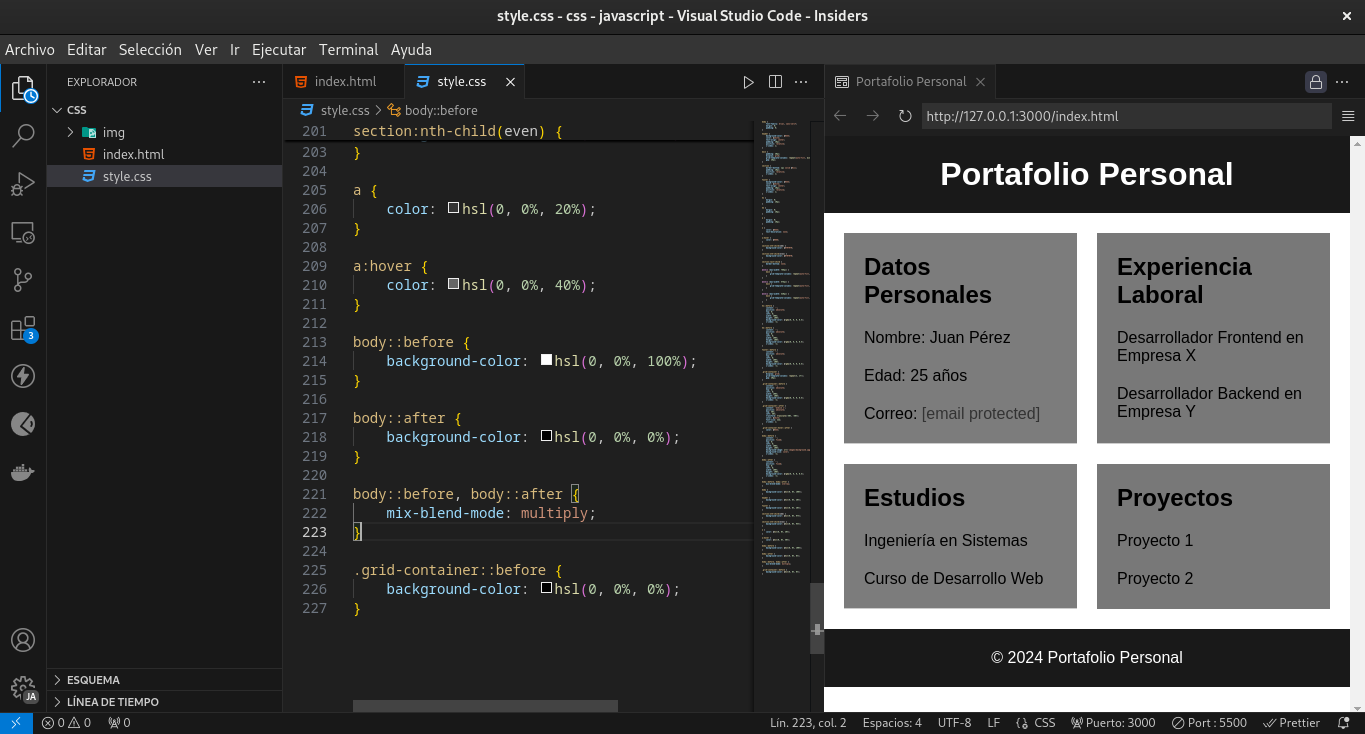 style.css - css - javascript - Visual Studio Code - Insiders
Archivo Editar Selección Ver Ir Ejecutar Terminal Ayuda
EXPLORADOR
CSS
img
index.html
style.css
3
JA
ESQUEMA
LÍNEA DE TIEMPO
index.html
style.css
style.css > body::before
201 section:nth-child(even) {
203 }
204
205 a {
206 color: hsl(0, 0%, 20%);
207 }
208
209 a:hover {
210 color: hsl(0, 0%, 40%);
211 }
212
213 body::before {
214 background-color: hsl(0, 0%, 100%);
215 }
216
217 body::after {
218 background-color: hsl(0, 0%, 0%);
219 }
220
221 body::before, body::after {
222 mix-blend-mode: multiply;
223 }
224
225 .grid-container::before {
226 background-color: hsl(0, 0%, 0%);
227 }
Portafolio Personal
http://127.0.0.1:3000/index.html
Portafolio Personal
Datos
Personales
Nombre: Juan Pérez
Edad: 25 años
Correo: [email protected]
Experiencia
Laboral
Desarrollador Frontend en
Empresa X
Desarrollador Backend en
Empresa Y
Estudios
Ingeniería en Sistemas
Curso de Desarrollo Web
Proyectos
Proyecto 1
Proyecto 2
© 2024 Portafolio Personal
0 0 0 Lín. 223, col. 2 Espacios: 4 UTF-8 LF CSS Puerto: 3000 Port : 5500 Prettier